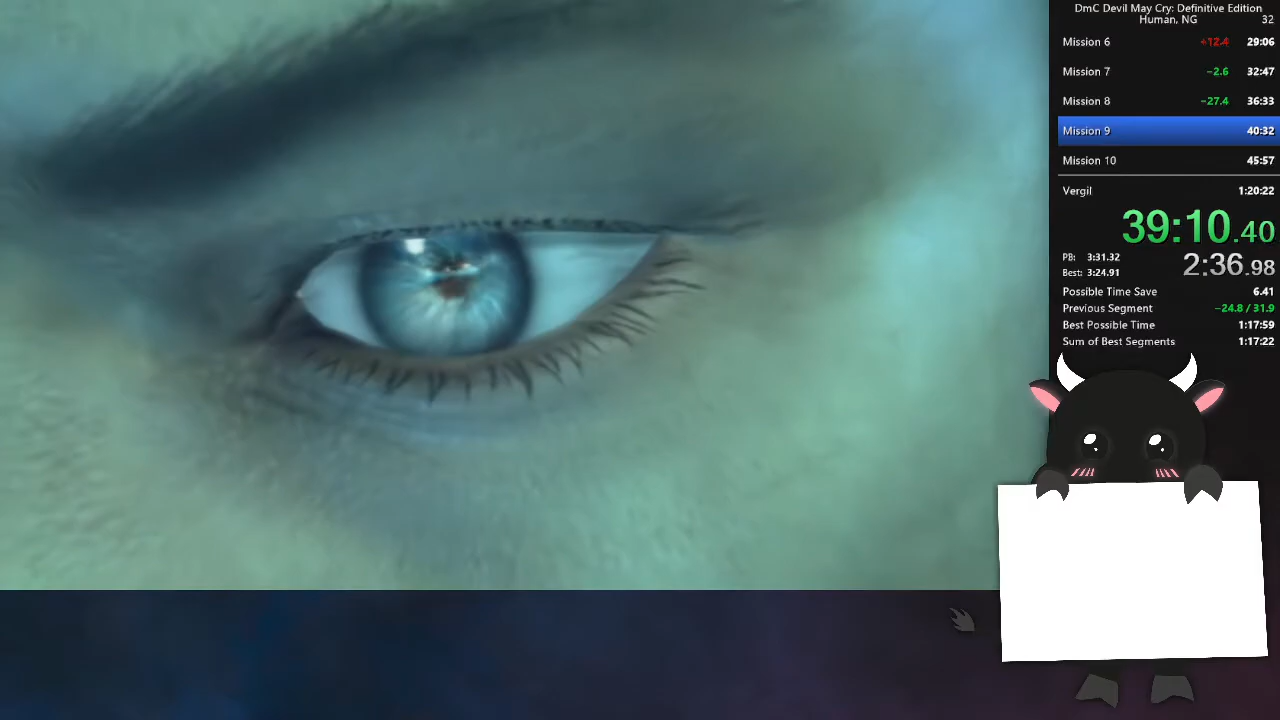 DmC Devil May Cry: Definitive Edition
Human, NG 32
Mission 6 +12.4 29:06
Mission 7 −2.6 32:47
Mission 8 −27.4 36:33
Mission 9 40:32
Mission 10 45:57
Vergil 1:20:22
39:10.40
PB: 3:31.32
Best: 3:24.91
2:36.98
Possible Time Save 6.41
Previous Segment −24.8 / 31.9
Best Possible Time 1:17:59
Sum of Best Segments 1:17:22